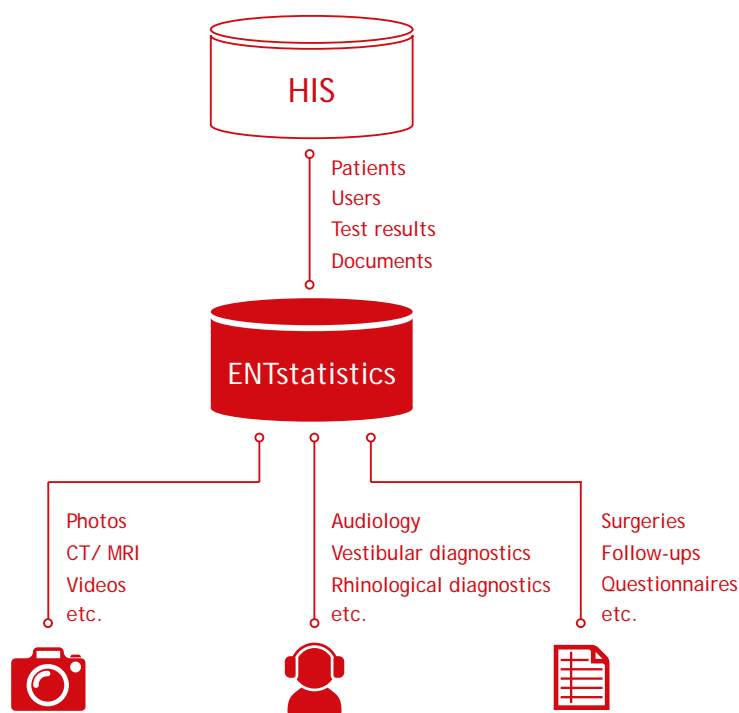 HIS
Patients
Users
Test results
Documents
ENTstatistics
Photos
CT/ MRI
Videos
etc.
Audiology
Vestibular diagnostics
Rhinological diagnostics
etc.
Surgeries
Follow-ups
Questionnaires
etc.